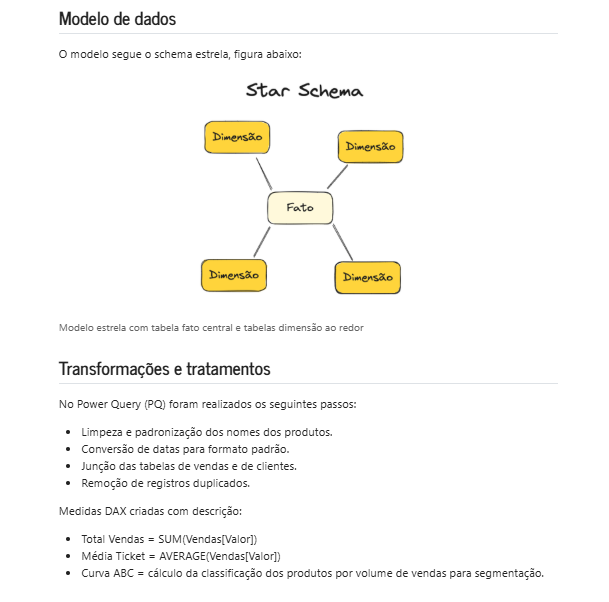 Modelo de dados
O modelo segue o schema estrela, figura abaixo:
Star Schema
Dimensão
Dimensão
Fato
Dimensão
Dimensão
Modelo estrela com tabela fato central e tabelas dimensão ao redor
Transformações e tratamentos
No Power Query (PQ) foram realizados os seguintes passos:
• Limpeza e padronização dos nomes dos produtos.
• Conversão de datas para formato padrão.
• Junção das tabelas de vendas e de clientes.
• Remoção de registros duplicados.
Medidas DAX criadas com descrição:
• Total Vendas = SUM(Vendas[Valor])
• Média Ticket = AVERAGE(Vendas[Valor])
• Curva ABC = cálculo da classificação dos produtos por volume de vendas para segmentação.